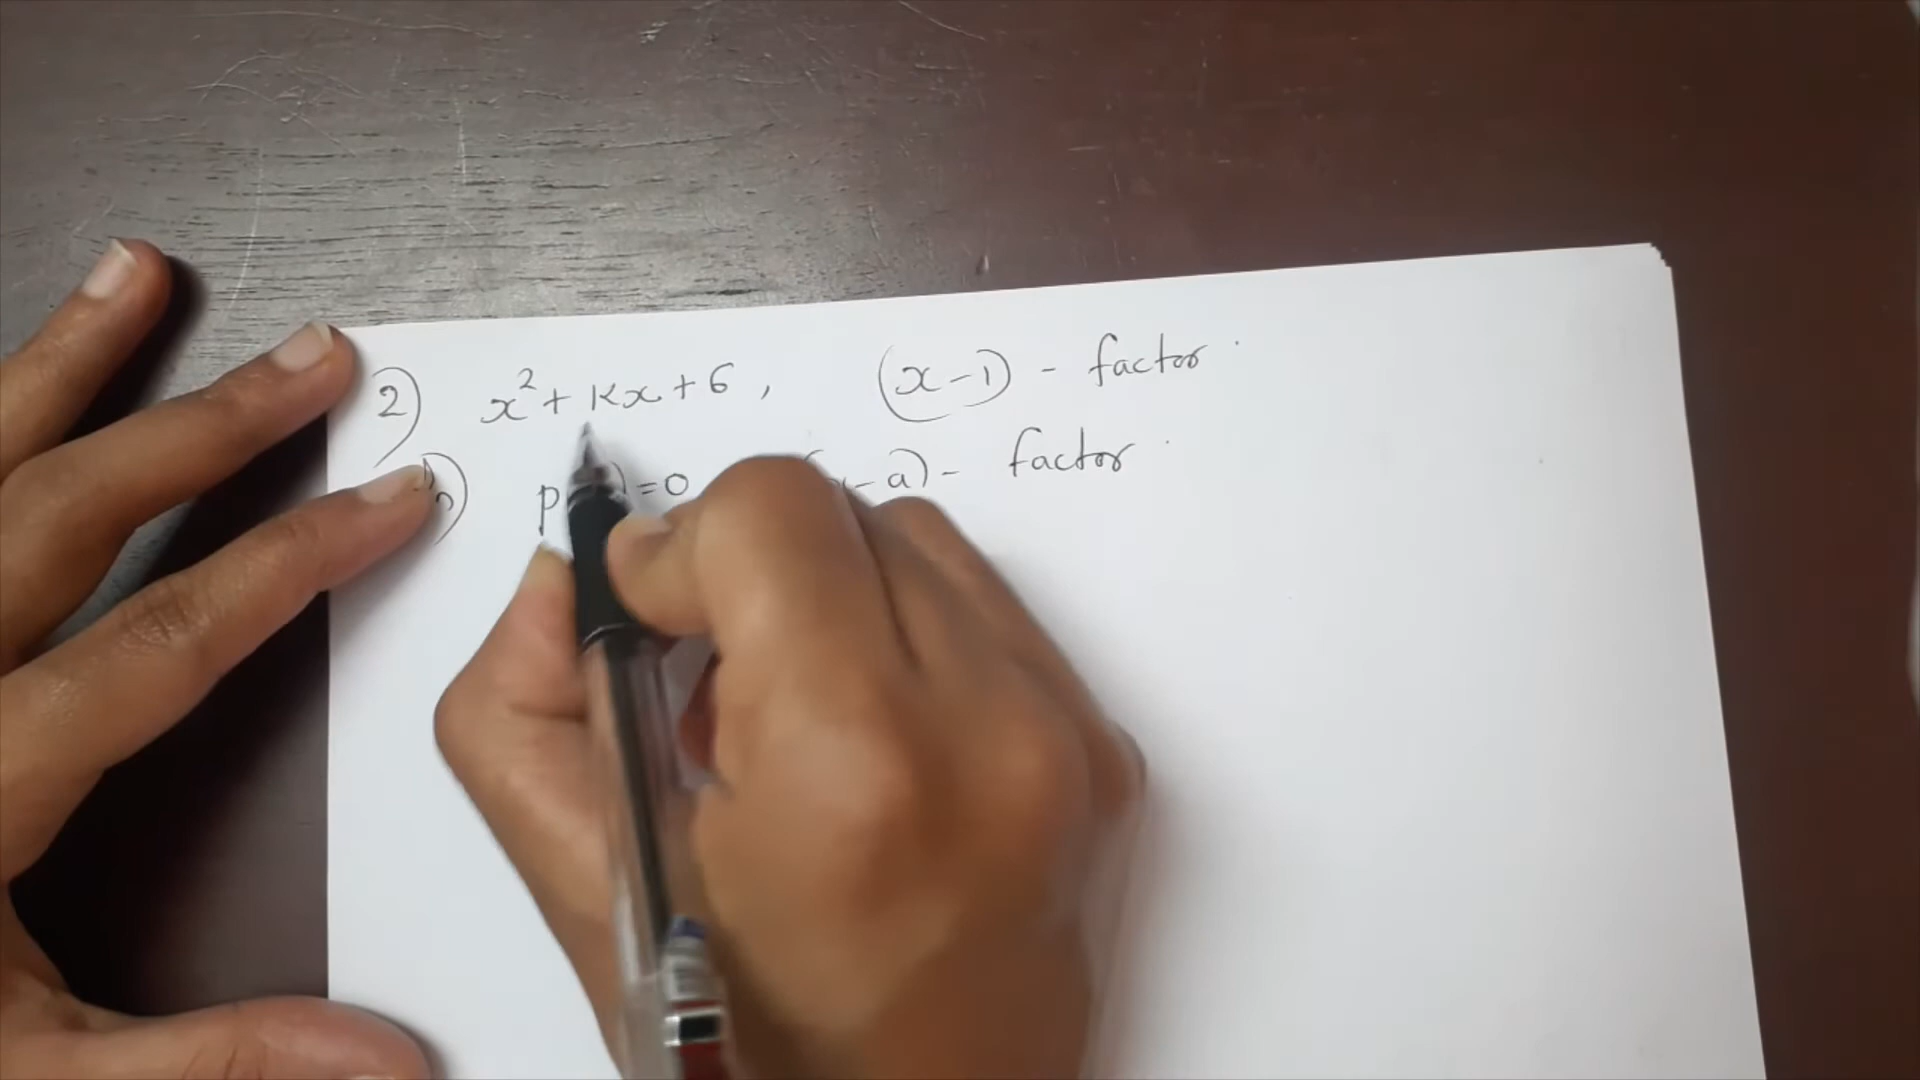 2) x² + kx + 6 , (x-1) - factor.
p ) = 0 -a) - factor.